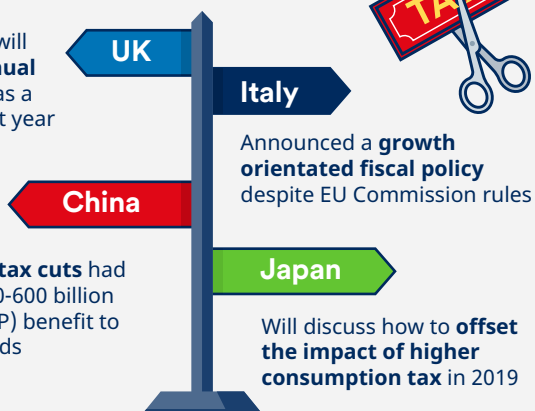 TAX
will
UK
nual
as a
t year
Italy
Announced a growth
orientated fiscal policy
despite EU Commission rules
China
tax cuts had
0-600 billion
P) benefit to
ds
Japan
Will discuss how to offset
the impact of higher
consumption tax in 2019